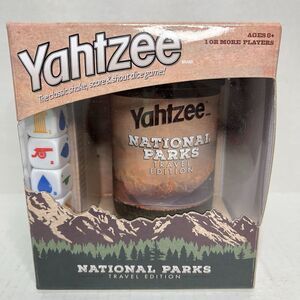 Yahtzee
BRAND
AGES 8+
1 OR MORE PLAYERS
The classic shake, score & shout dice game!
Yahtzee
NATIONAL
PARKS
TRAVEL
EDITION
NATIONAL PARKS
TRAVEL EDITION